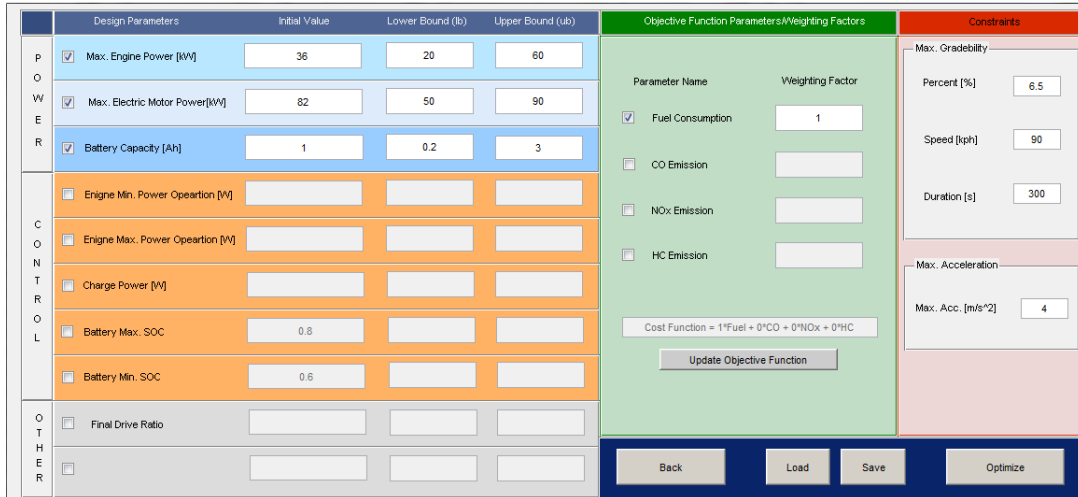 Design Parameters Initial Value Lower Bound (lb) Upper Bound (ub) Objective Function Parameters/Weighting Factors Constraints
POWER
Max. Engine Power [kW] 36 20 60
Max. Electric Motor Power[kW] 82 50 90
Battery Capacity [Ah] 1 0.2 3
CONTROL
Enigne Min. Power Opeartion [W]
Enigne Max. Power Opeartion [W]
Charge Power [W]
Battery Max. SOC 0.8
Battery Min. SOC 0.6
OTHER
Final Drive Ratio
Parameter Name Weighting Factor
Fuel Consumption 1
CO Emission
NOx Emission
HC Emission
Cost Function = 1*Fuel + 0*CO + 0*NOx + 0*HC
Update Objective Function
Max. Gradebility
Percent [%] 6.5
Speed [kph] 90
Duration [s] 300
Max. Acceleration
Max. Acc. [m/s^2] 4
Back Load Save Optimize